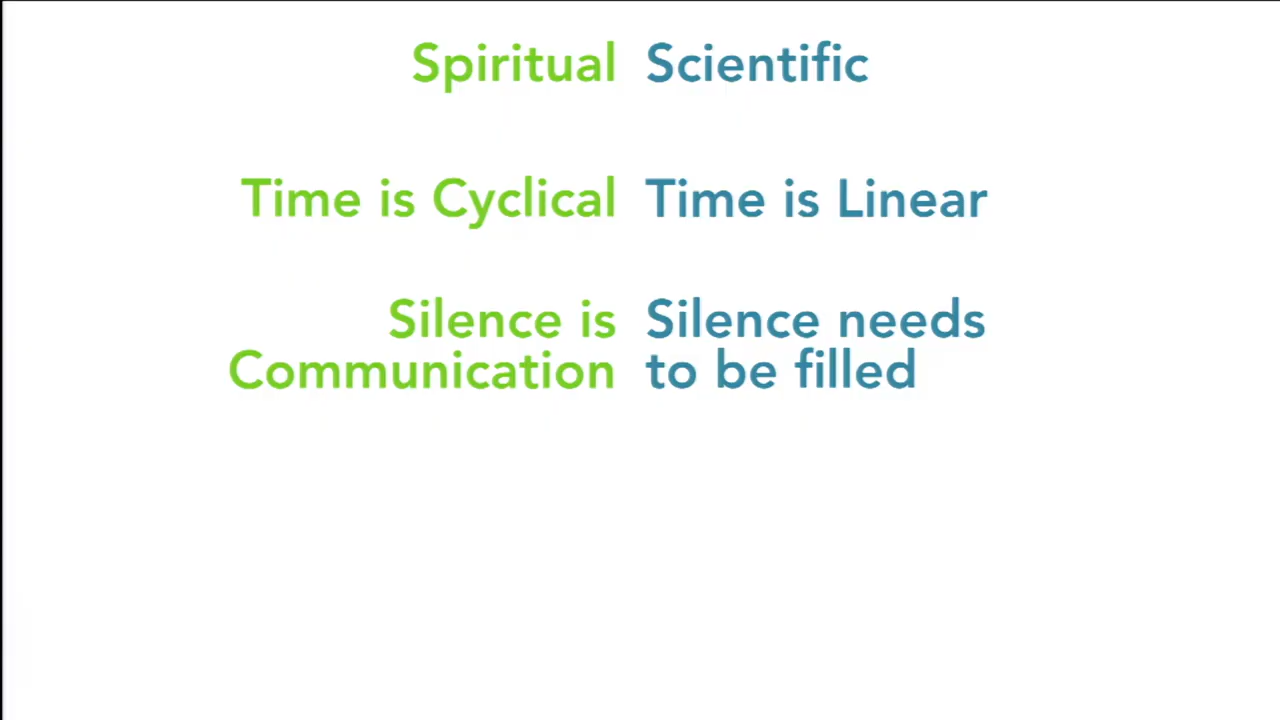 Spiritual Scientific
Time is Cyclical Time is Linear
Silence is
Communication
Silence needs
to be filled